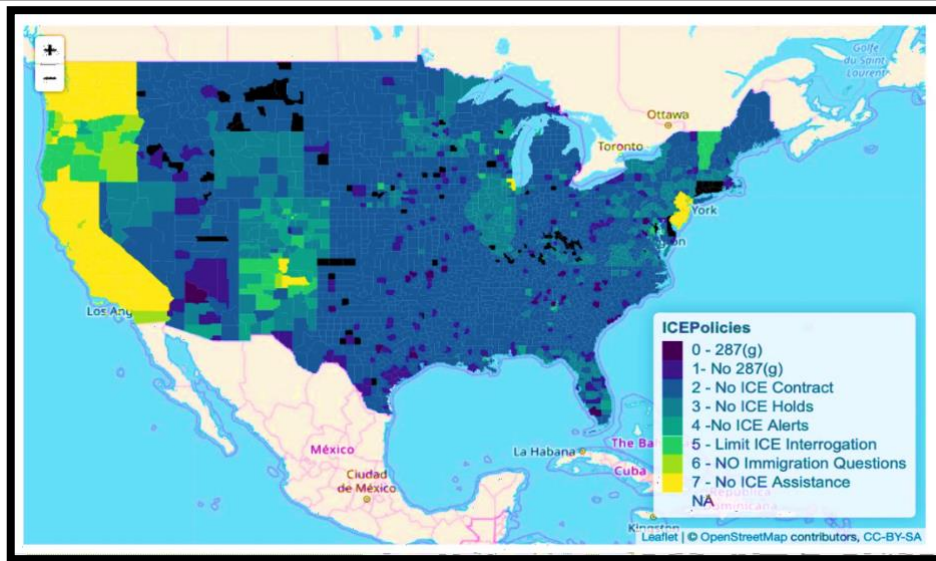 +
−
Golfe
du Saint-
Laurent
Ottawa
Toronto
York
Los Ang
ICEPolicies
0 - 287(g)
1- No 287(g)
2 - No ICE Contract
3 - No ICE Holds
4 -No ICE Alerts
5 - Limit ICE Interrogation
6 - NO Immigration Questions
7 - No ICE Assistance
NA
México
Ciudad
de México
La Habana
The Ba
Cuba
Kingston
Leaflet | © OpenStreetMap contributors, CC-BY-SA